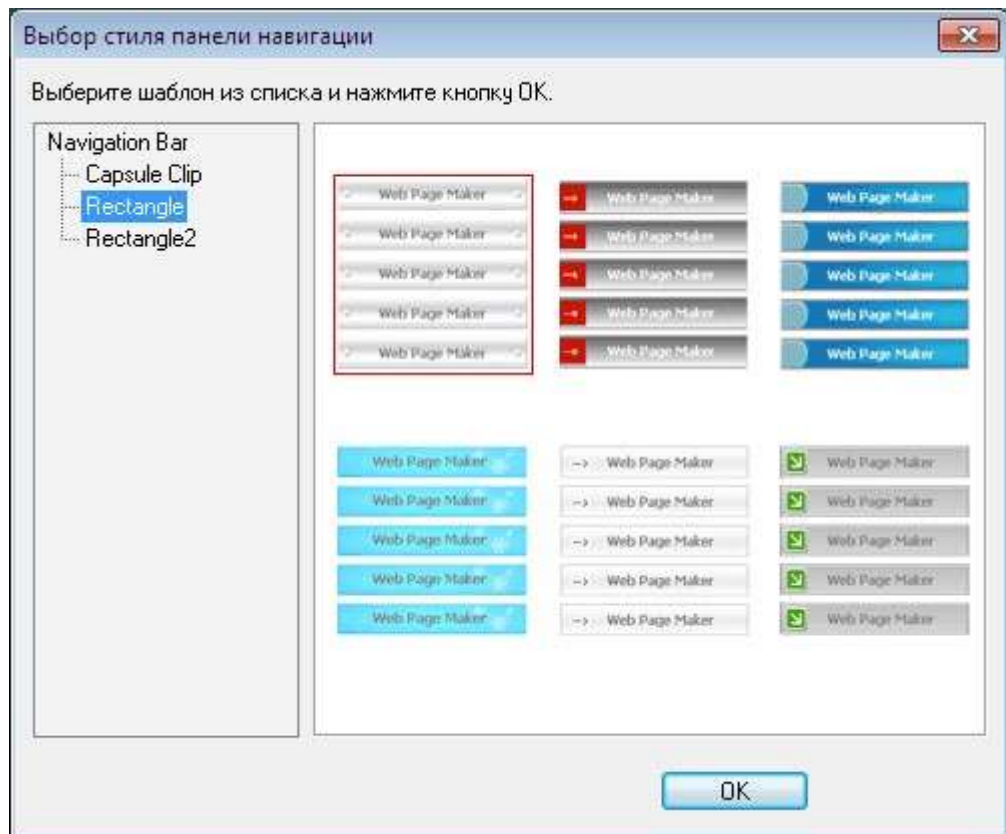 Выбор стиля панели навигации
Выберите шаблон из списка и нажмите кнопку OK.
Navigation Bar
Capsule Clip
Rectangle
Rectangle2
Web Page Maker Web Page Maker Web Page Maker
Web Page Maker Web Page Maker Web Page Maker
Web Page Maker Web Page Maker Web Page Maker
Web Page Maker Web Page Maker Web Page Maker
Web Page Maker Web Page Maker Web Page Maker
Web Page Maker Web Page Maker Web Page Maker
Web Page Maker Web Page Maker Web Page Maker
Web Page Maker Web Page Maker Web Page Maker
Web Page Maker Web Page Maker Web Page Maker
Web Page Maker Web Page Maker Web Page Maker
OK